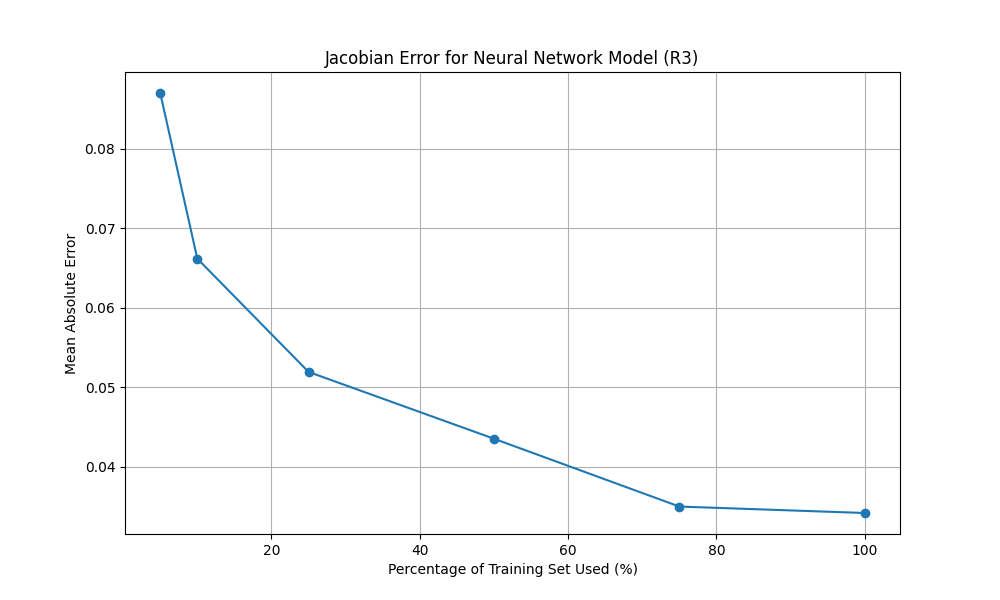 Jacobian Error for Neural Network Model (R3)
0.08
0.07
0.06
0.05
0.04
Mean Absolute Error
20 40 60 80 100
Percentage of Training Set Used (%)